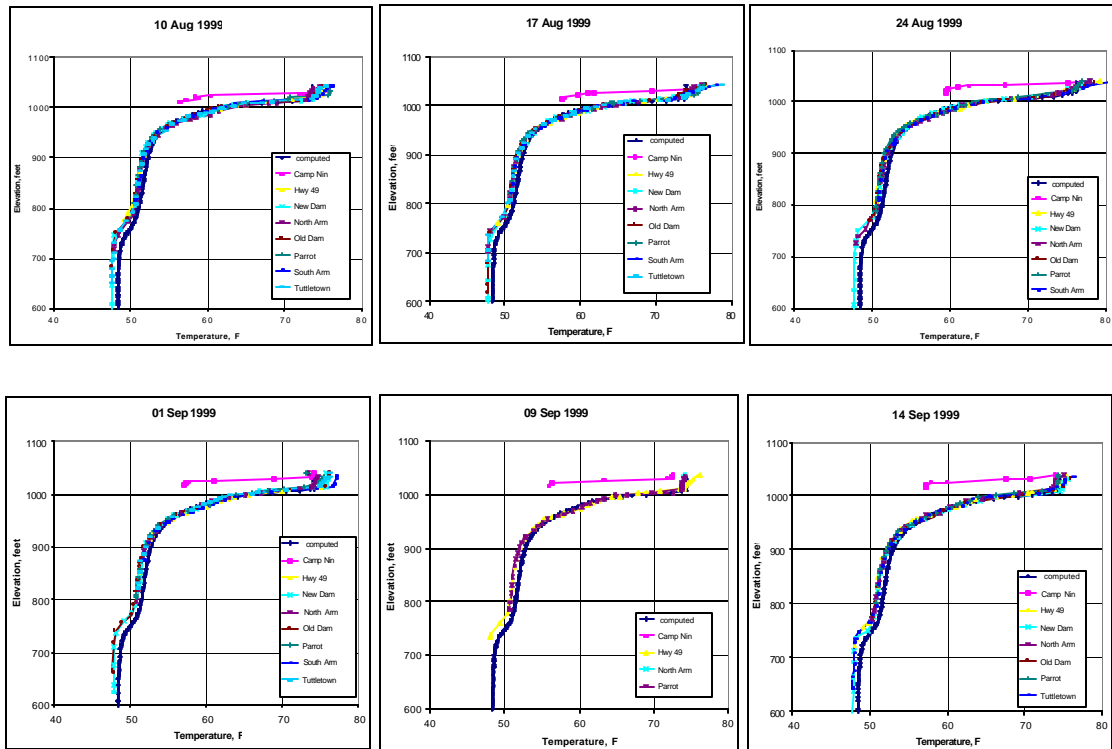 10 Aug 1999
1100
1000
900
800
700
600
Elevation, feet
40 50 60 70 80
Temperature, F
computed
Camp Nin
Hwy 49
New Dam
North Arm
Old Dam
Parrot
South Arm
Tuttletown
17 Aug 1999
1100
1000
900
800
700
600
Elevation, feet
40 50 60 70 80
Temperature, F
computed
Camp Nin
Hwy 49
New Dam
North Arm
Old Dam
Parrot
South Arm
Tuttletown
24 Aug 1999
1100
1000
900
800
700
600
Elevation, feet
40 50 60 70 80
Temperature, F
computed
Camp Nin
Hwy 49
New Dam
North Arm
Old Dam
Parrot
South Arm
01 Sep 1999
1100
1000
900
800
700
600
Elevation, feet
40 50 60 70 80
Temperature, F
computed
Camp Nin
Hwy 49
New Dam
North Arm
Old Dam
Parrot
South Arm
Tuttletown
09 Sep 1999
1100
1000
900
800
700
600
Elevation, feet
40 50 60 70 80
Temperature, F
computed
Camp Nin
Hwy 49
North Arm
Parrot
14 Sep 1999
1100
1000
900
800
700
600
Elevation, feet
40 50 60 70 80
Temperature, F
computed
Camp Nin
Hwy 49
New Dam
North Arm
Old Dam
Parrot
Tuttletown